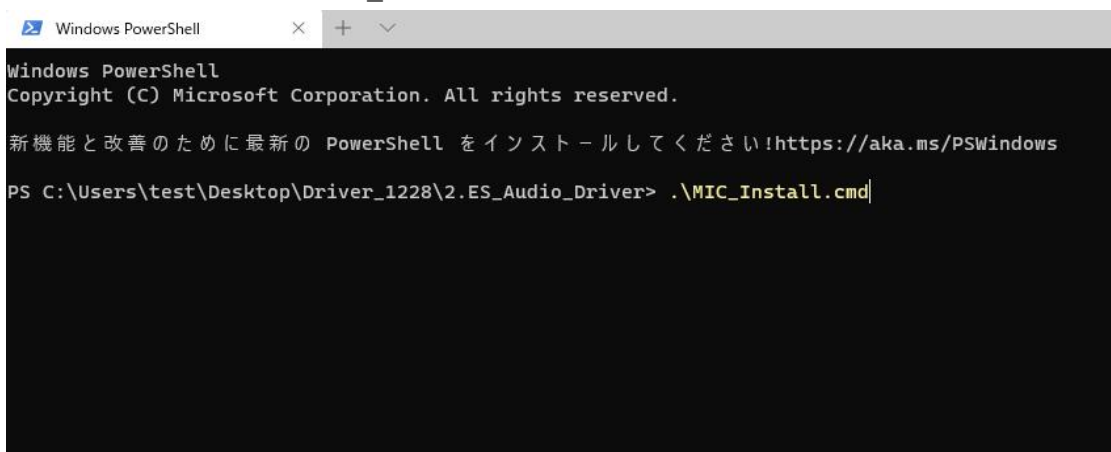 Windows PowerShell
Windows PowerShell
Copyright (C) Microsoft Corporation. All rights reserved.
新機能と改善のために最新の PowerShell をインストールしてください!https://aka.ms/PSWindows
PS C:\Users\test\Desktop\Driver_1228\2.ES_Audio_Driver> .\MIC_Install.cmd